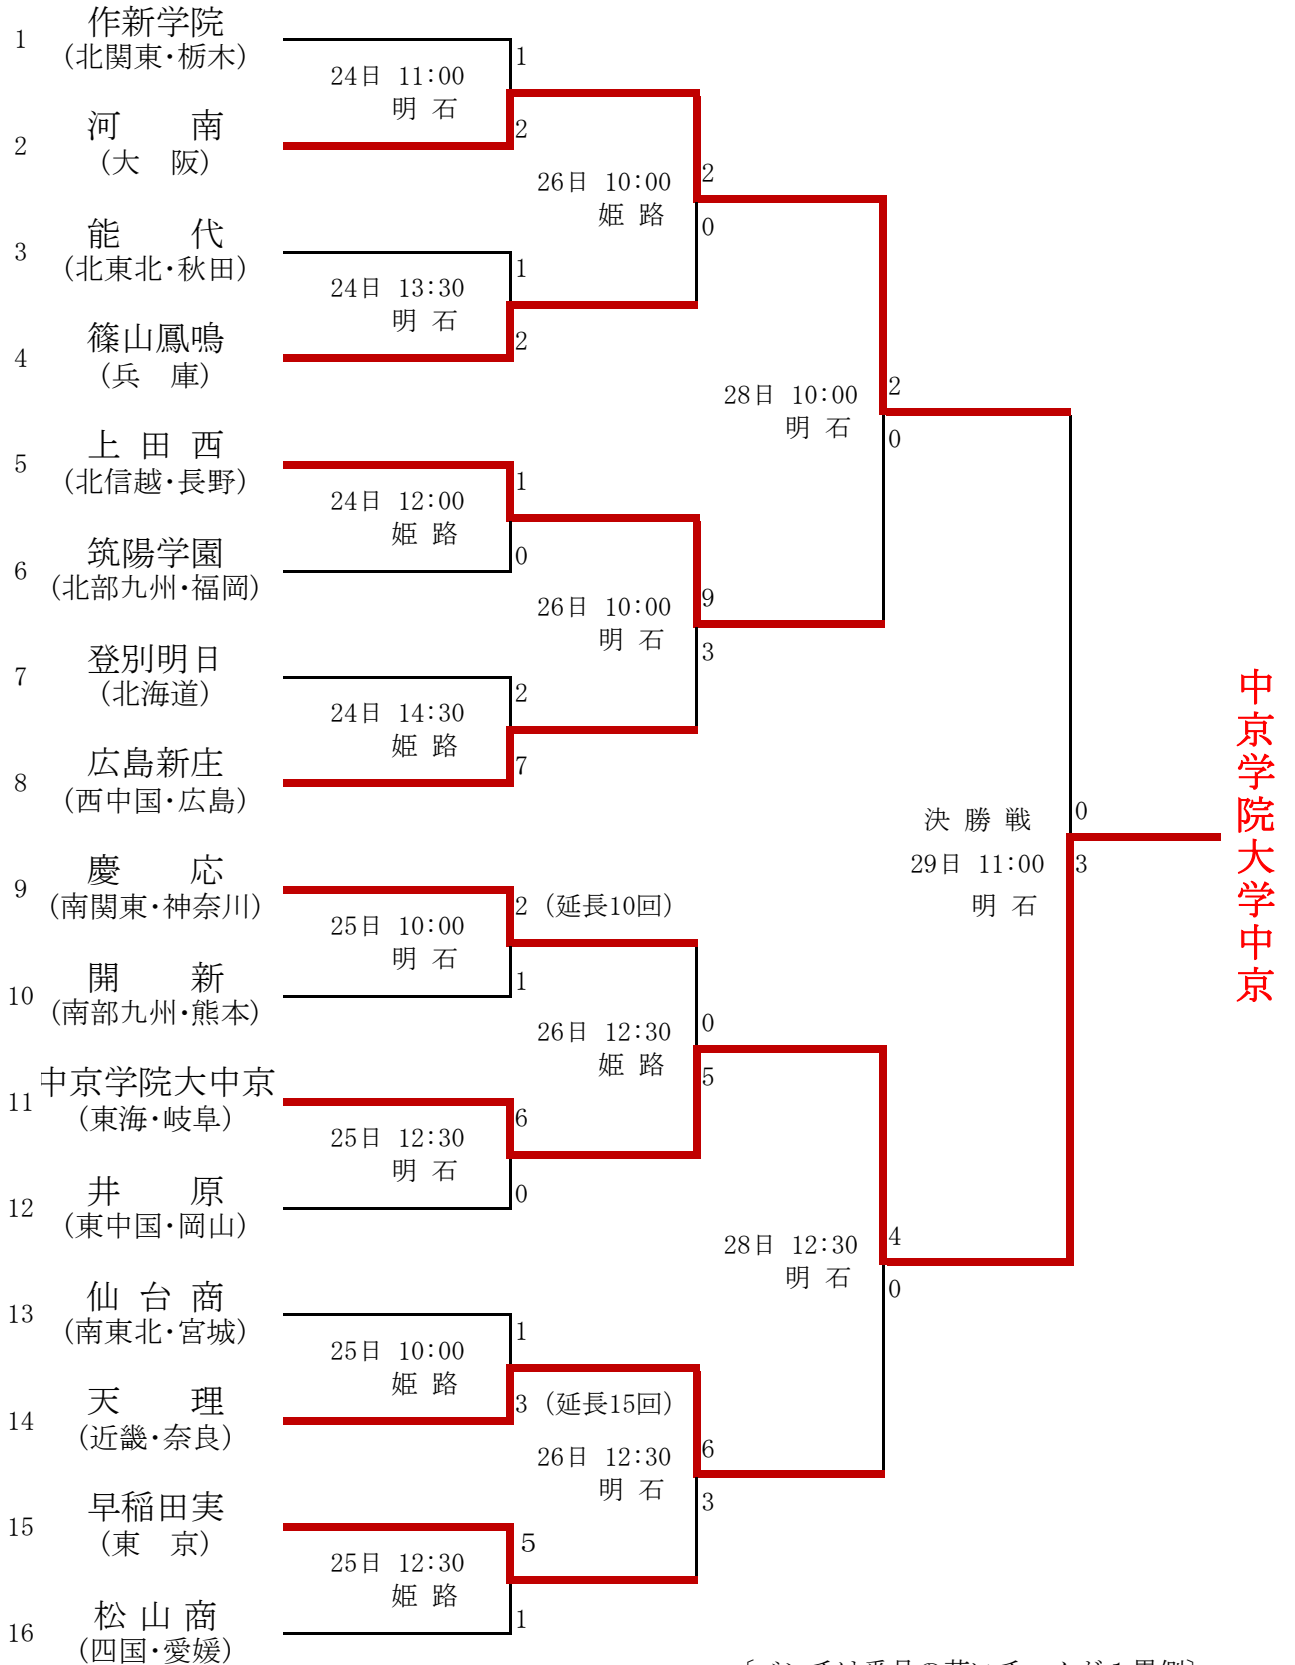 1 作新学院
(北関東・栃木)
1
24日 11:00
明 石
2 河 南
(大 阪)
2
26日 10:00
姫 路
2
0
3 能 代
(北東北・秋田)
1
24日 13:30
明 石
4 篠山鳳鳴
(兵 庫)
2
28日 10:00
明 石
2
0
5 上 田 西
(北信越・長野)
1
24日 12:00
姫 路
6 筑陽学園
(北部九州・福岡)
0
26日 10:00
明 石
9
3
7 登別明日
(北海道)
2
24日 14:30
姫 路
8 広島新庄
(西中国・広島)
7
決 勝 戦
29日 11:00
明 石
0
3
中京学院大学中京
9 慶 応
(南関東・神奈川)
2 (延長10回)
25日 10:00
明 石
10 開 新
(南部九州・熊本)
1
26日 12:30
姫 路
0
5
11 中京学院大中京
(東海・岐阜)
6
25日 12:30
明 石
12 井 原
(東中国・岡山)
0
28日 12:30
明 石
4
0
13 仙 台 商
(南東北・宮城)
1
25日 10:00
姫 路
14 天 理
(近畿・奈良)
3 (延長15回)
26日 12:30
明 石
6
3
15 早稲田実
(東 京)
5
25日 12:30
姫 路
16 松 山 商
(四国・愛媛)
1